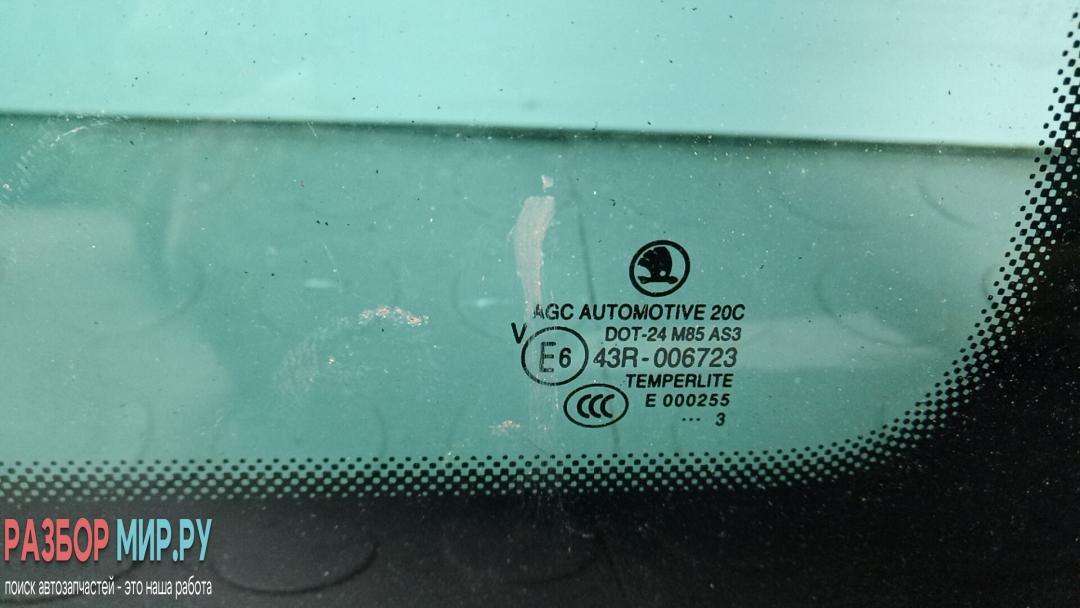 AGC AUTOMOTIVE 20C
DOT-24 M85 AS3
V
E6 43R-006723
TEMPERLITE
CCC E 000255
... 3
РАЗБОР МИР.РУ
поиск автозапчастей - это наша работа